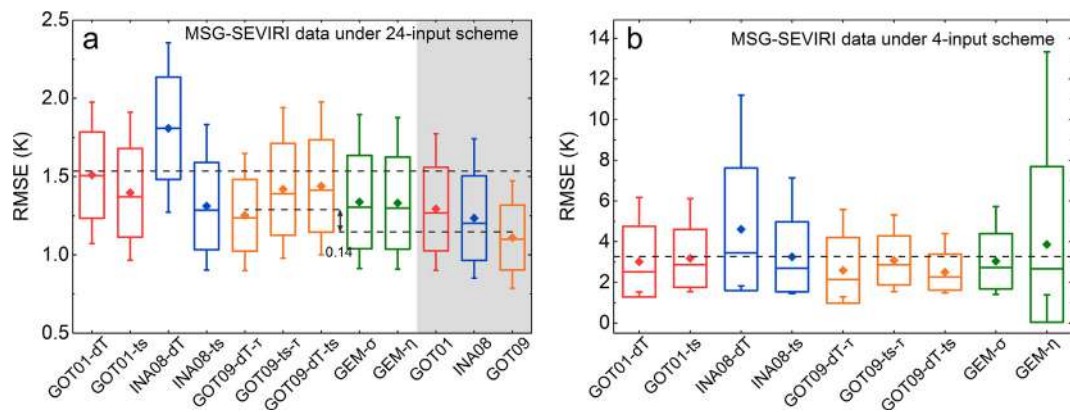 a
MSG-SEVIRI data under 24-input scheme
RMSE (K)
2.5
2.0
1.5
1.0
0.5
0.14
GOT01-dT
GOT01-ts
INA08-dT
INA08-ts
GOT09-dT-τ
GOT09-ts-τ
GOT09-dT-ts
GEM-σ
GEM-η
GOT01
INA08
GOT09
b
MSG-SEVIRI data under 4-input scheme
RMSE (K)
14
12
10
8
6
4
2
0
GOT01-dT
GOT01-ts
INA08-dT
INA08-ts
GOT09-dT-τ
GOT09-ts-τ
GOT09-dT-ts
GEM-σ
GEM-η